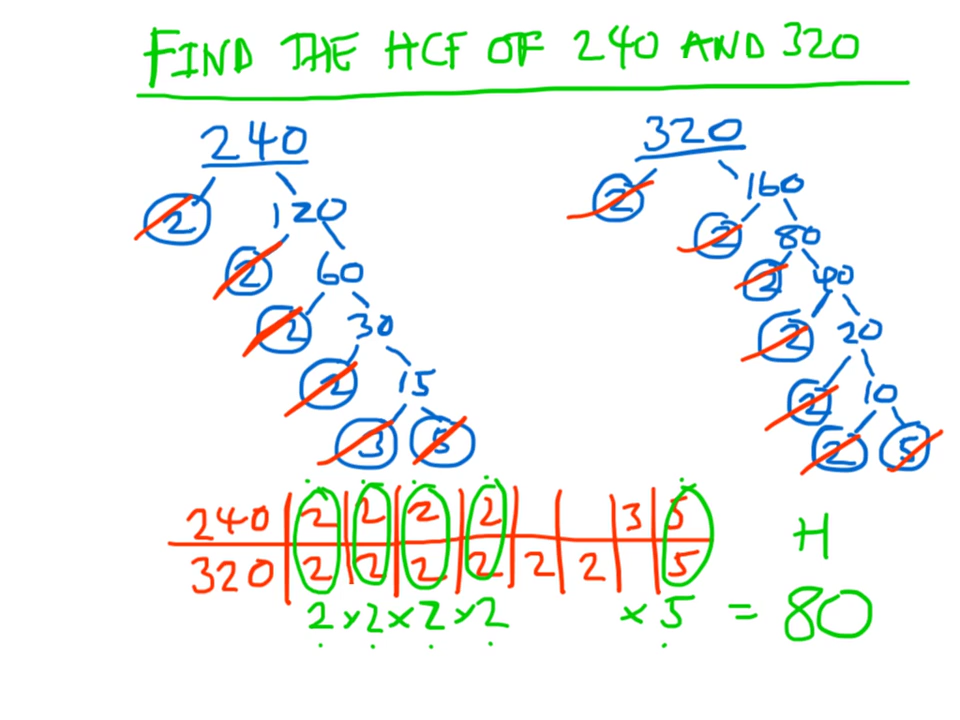 FIND THE HCF OF 240 AND 320
240 320
2 120 2 160
2 60 2 80
2 30 2 40
2 15 2 20
3 5 2 10
2 5
240 2 2 2 2 3 5
320 2 2 2 2 2 2 5
H
2 × 2 × 2 × 2 × 5 = 80